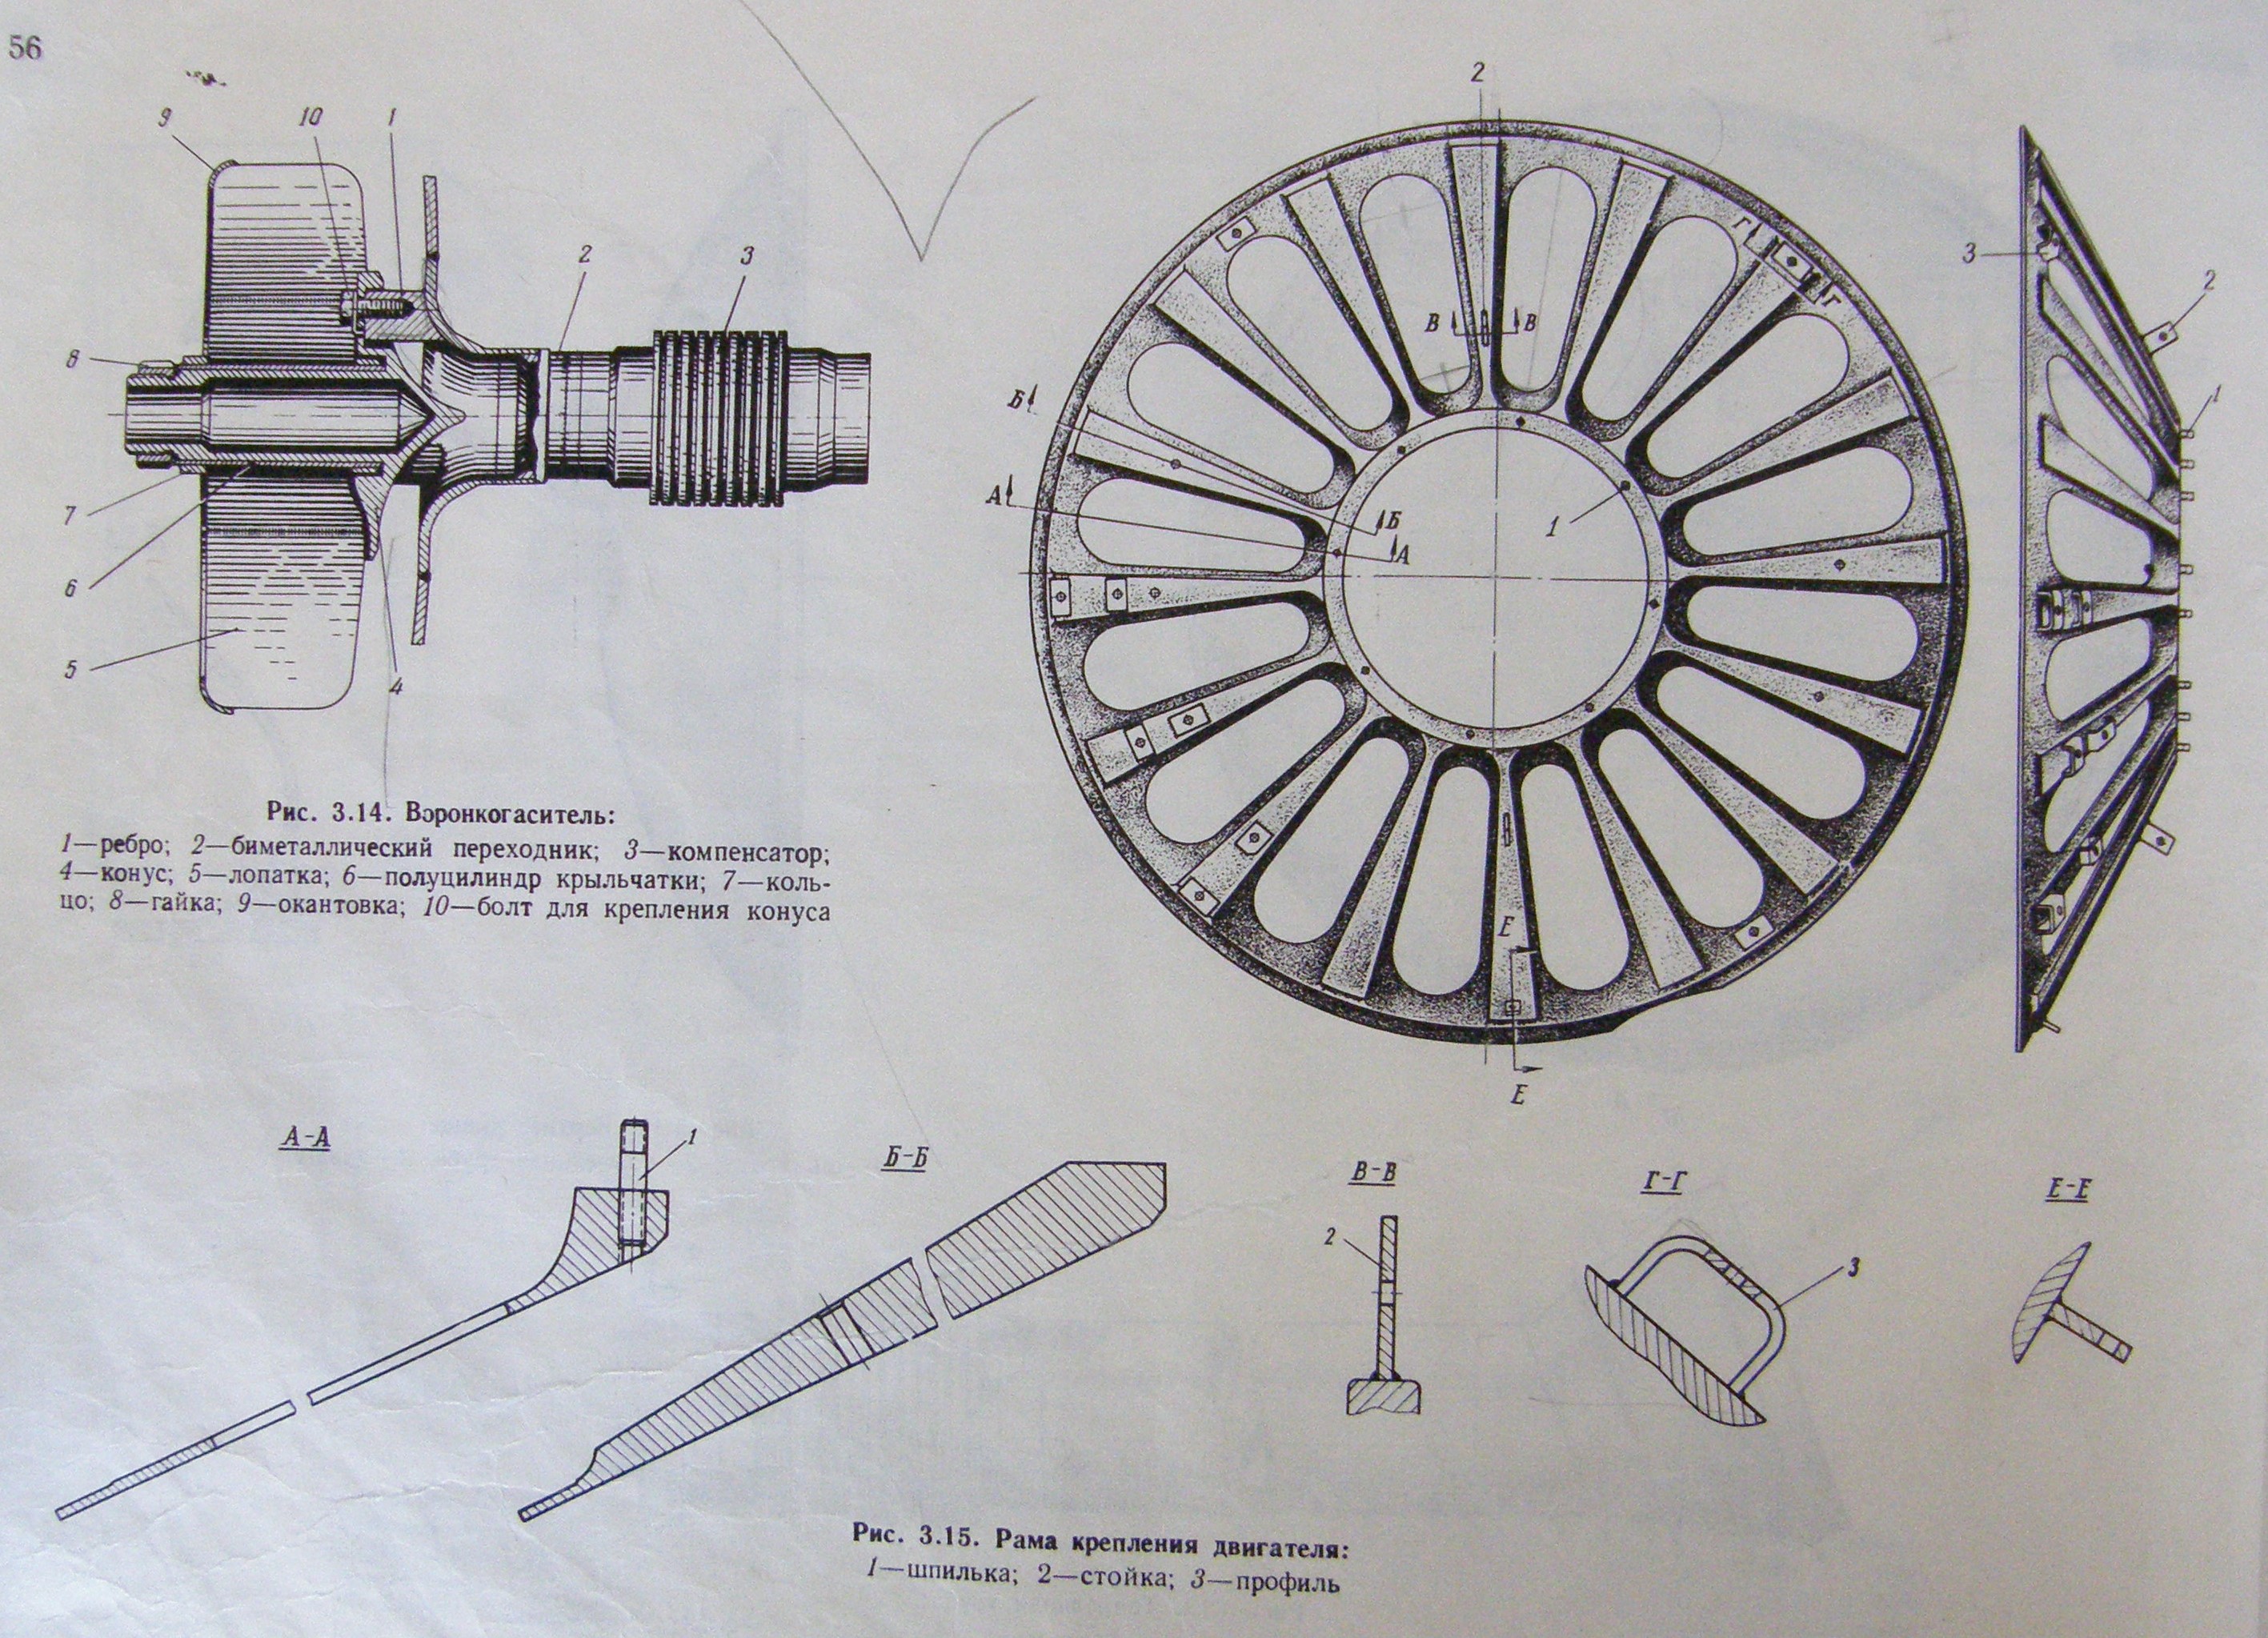 56
9 10 1
2 3
8
7
6
5
4
Рис. 3.14. Воронкогаситель:
1—ребро; 2—биметаллический переходник; 3—компенсатор;
4—конус; 5—лопатка; 6—полуцилиндр крыльчатки; 7—коль-
цо; 8—гайка; 9—окантовка; 10—болт для крепления конуса
2
Г
Г
В В
Б
А
Б
А
1
Е
Е
3
2
1
А-А
1
Б-Б
В-В
2
Г-Г
3
Е-Е
Рис. 3.15. Рама крепления двигателя:
1—шпилька; 2—стойка; 3—профиль